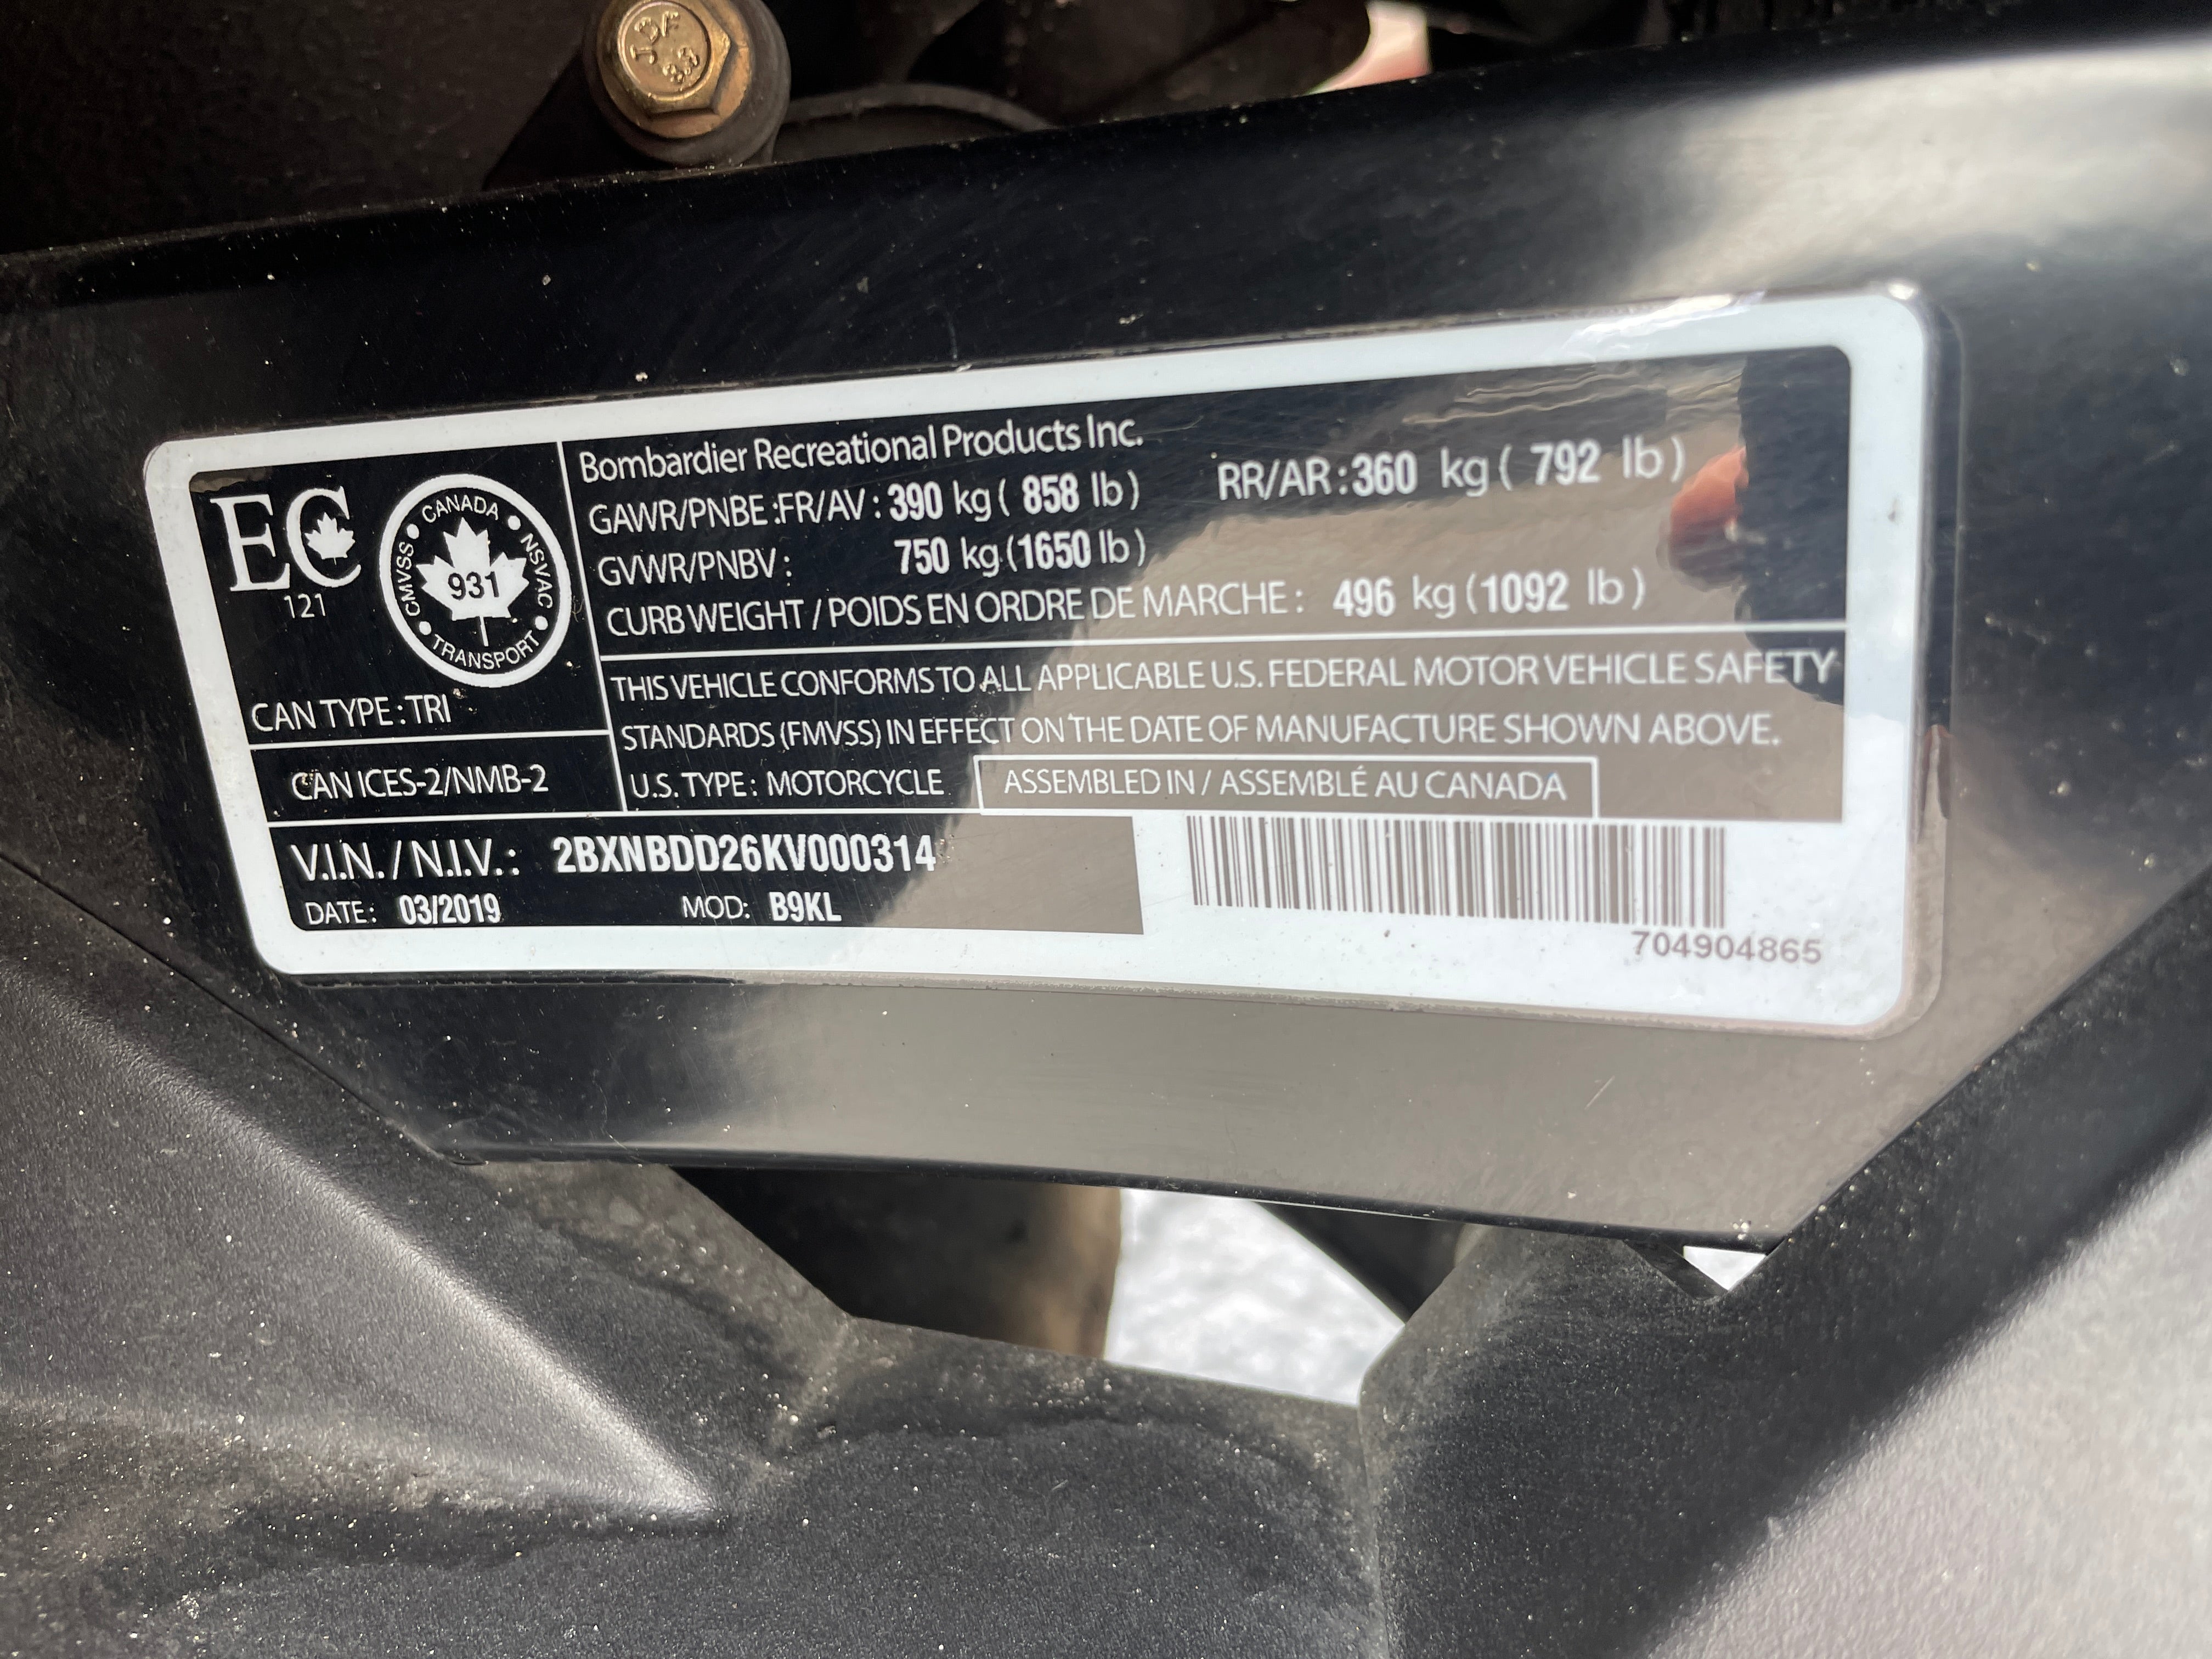 JDF
8.8
EC
121
CANADA
CMVSS • NSVAC
931
TRANSPORT
CAN TYPE: TRI
CAN ICES-2/NMB-2
Bombardier Recreational Products Inc.
GAWR/PNBE :FR/AV : 390 kg ( 858 lb) RR/AR : 360 kg ( 792 lb)
GVWR/PNBV : 750 kg (1650 lb)
CURB WEIGHT / POIDS EN ORDRE DE MARCHE : 496 kg (1092 lb)
THIS VEHICLE CONFORMS TO ALL APPLICABLE U.S. FEDERAL MOTOR VEHICLE SAFETY
STANDARDS (FMVSS) IN EFFECT ON THE DATE OF MANUFACTURE SHOWN ABOVE.
U.S. TYPE : MOTORCYCLE ASSEMBLED IN / ASSEMBLÉ AU CANADA
V.I.N. / N.I.V. : 2BXNBDD26KV000314
DATE : 03/2019 MOD: B9KL
704904865